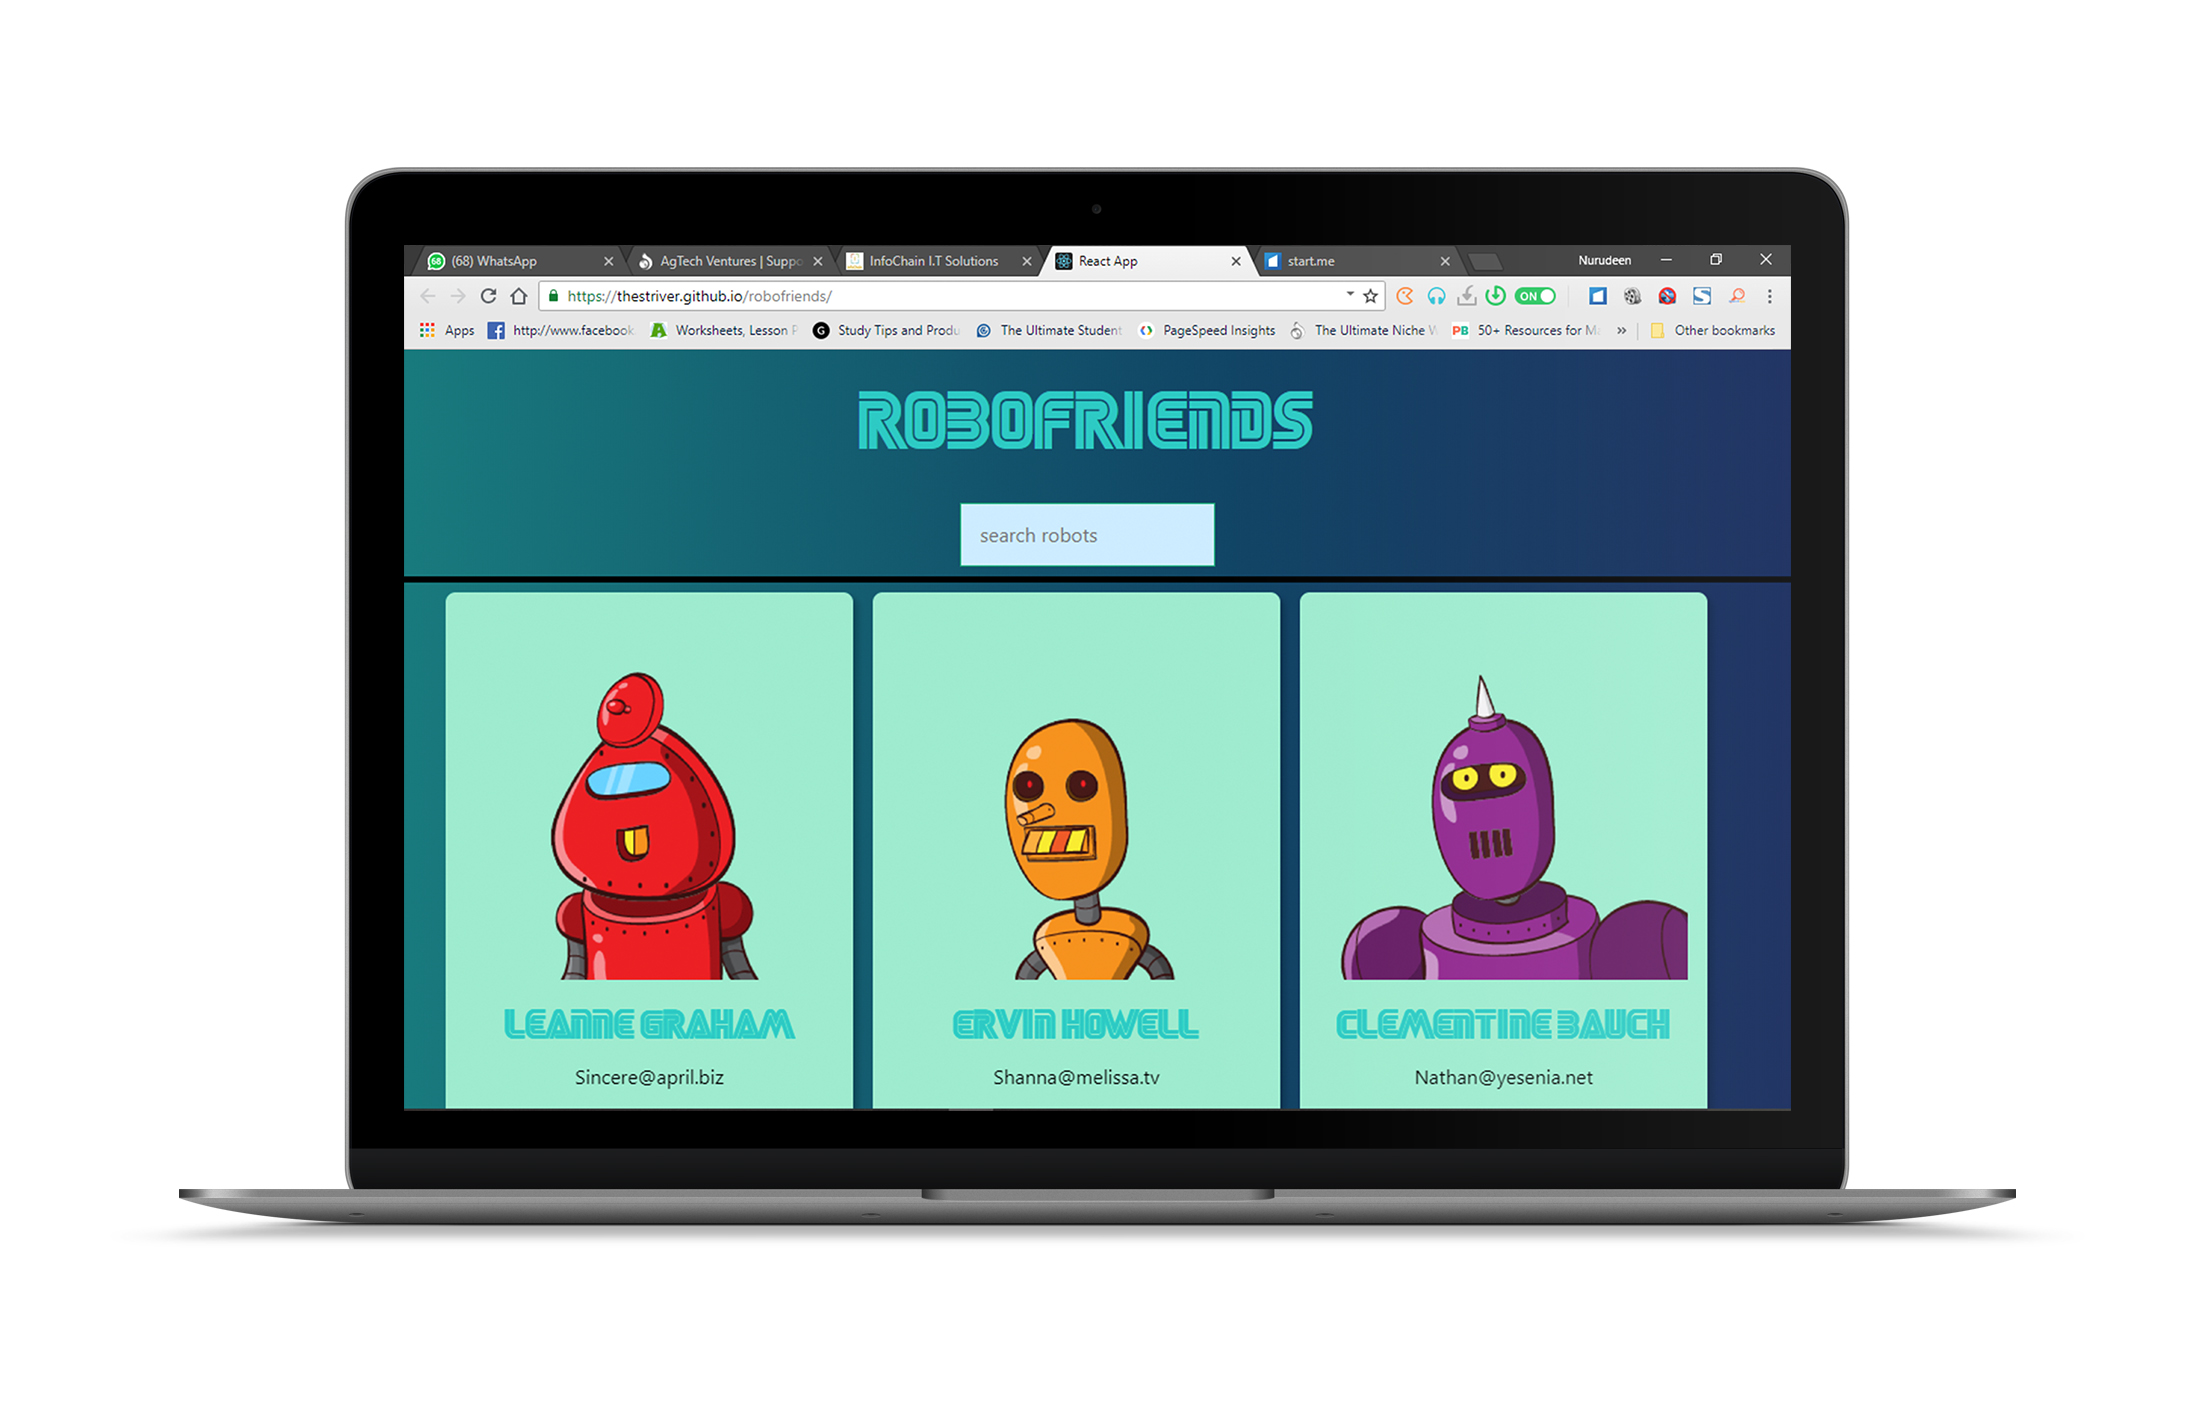 68 (68) WhatsApp AgTech Ventures | Suppo InfoChain I.T Solutions React App start.me Nurudeen
https://thestriver.github.io/robofriends/ ON
Apps http://www.facebook Worksheets, Lesson P G Study Tips and Produ The Ultimate Student PageSpeed Insights The Ultimate Niche W PB 50+ Resources for Ma » Other bookmarks
ROBOFRIENDS
search robots
LEANNE GRAHAM ERVIN HOWELL CLEMENTINE BAUCH
Sincere@april.biz Shanna@melissa.tv Nathan@yesenia.net